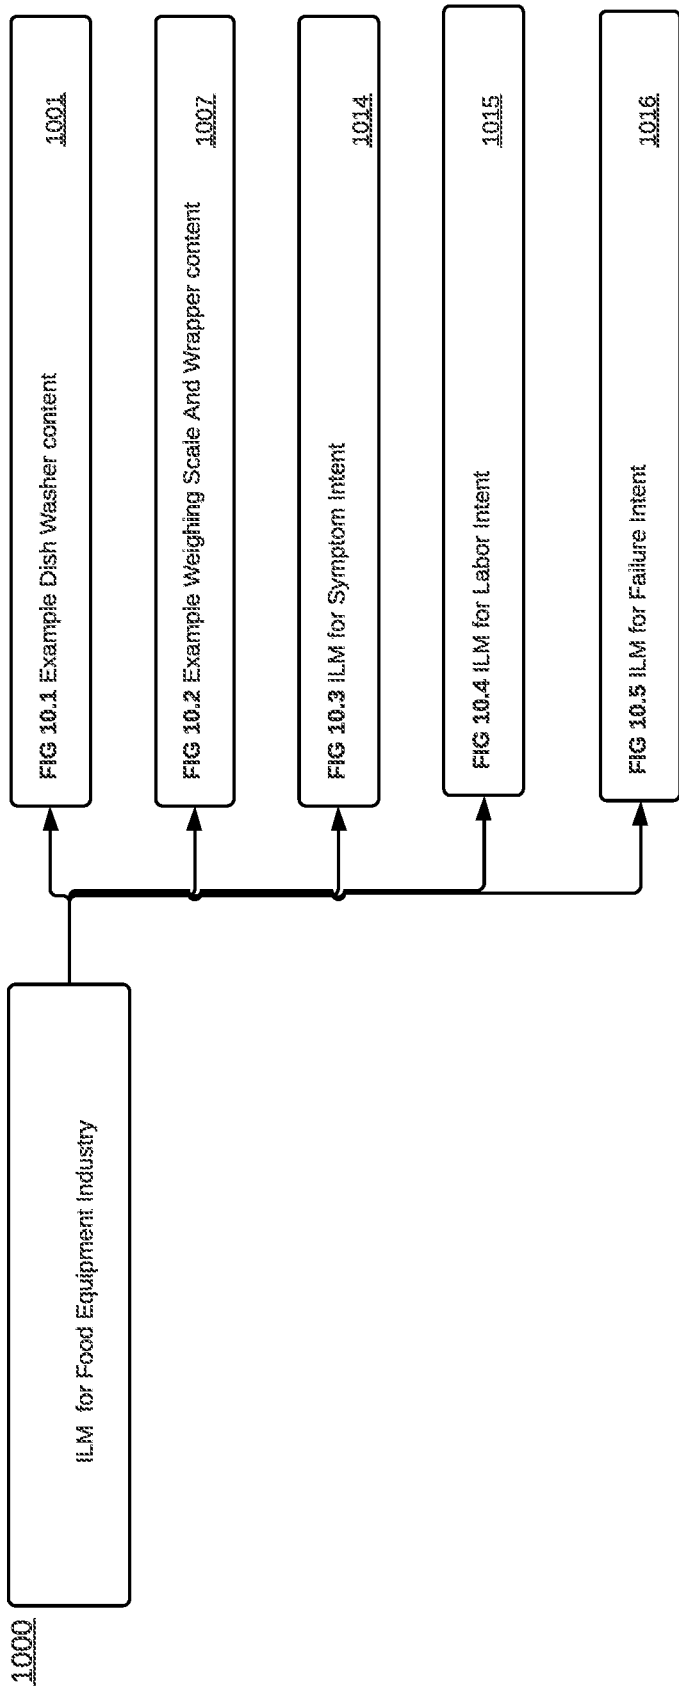 1000
ILM for Food Equipment Industry
FIG 10.1 Example Dish Washer content
1001
FIG 10.2 Example Weighing Scale And Wrapper content
1007
FIG 10.3 ILM for Symptom Intent
1014
FIG 10.4 ILM for Labor Intent
1015
FIG 10.5 ILM for Failure Intent
1016